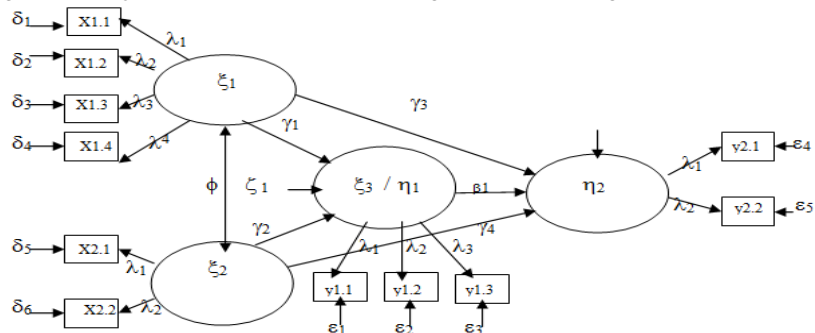 δ1 X1.1 λ1
δ2 X1.2 λ2 ξ1
δ3 X1.3 λ3 γ3
δ4 X1.4 λ4 γ1
ϕ ζ1 ξ3 / η1 β1 η2 λ1 y2.1 ε4
λ2 y2.2 ε5
δ5 X2.1 λ1 ξ2 γ2 λ1 λ2 λ3 γ4
δ6 X2.2 λ2 y1.1 y1.2 y1.3
ε1 ε2 ε3